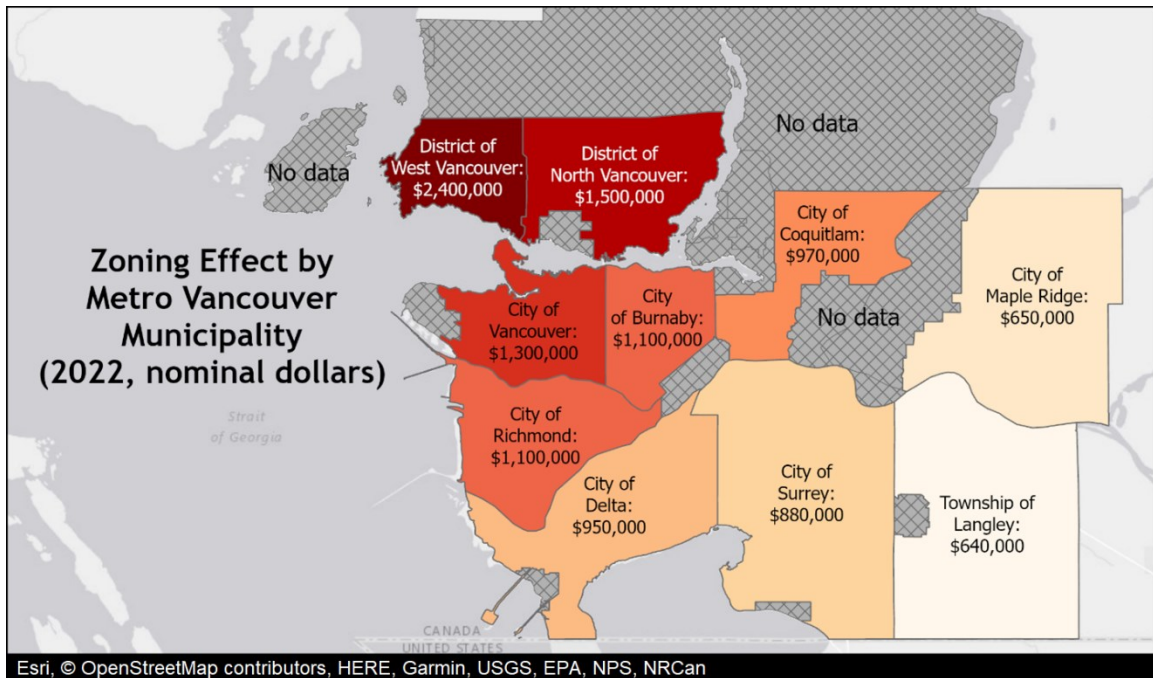 No data
No data
District of
West Vancouver:
$2,400,000
District of
North Vancouver:
$1,500,000
City of
Coquitlam:
$970,000
Zoning Effect by
Metro Vancouver
Municipality
(2022, nominal dollars)
City of
Vancouver:
$1,300,000
City
of Burnaby:
$1,100,000
No data
City of
Maple Ridge:
$650,000
Strait
of Georgia
City of
Richmond:
$1,100,000
City of
Delta:
$950,000
City of
Surrey:
$880,000
Township of
Langley:
$640,000
CANADA
UNITED STATES
Esri, © OpenStreetMap contributors, HERE, Garmin, USGS, EPA, NPS, NRCan